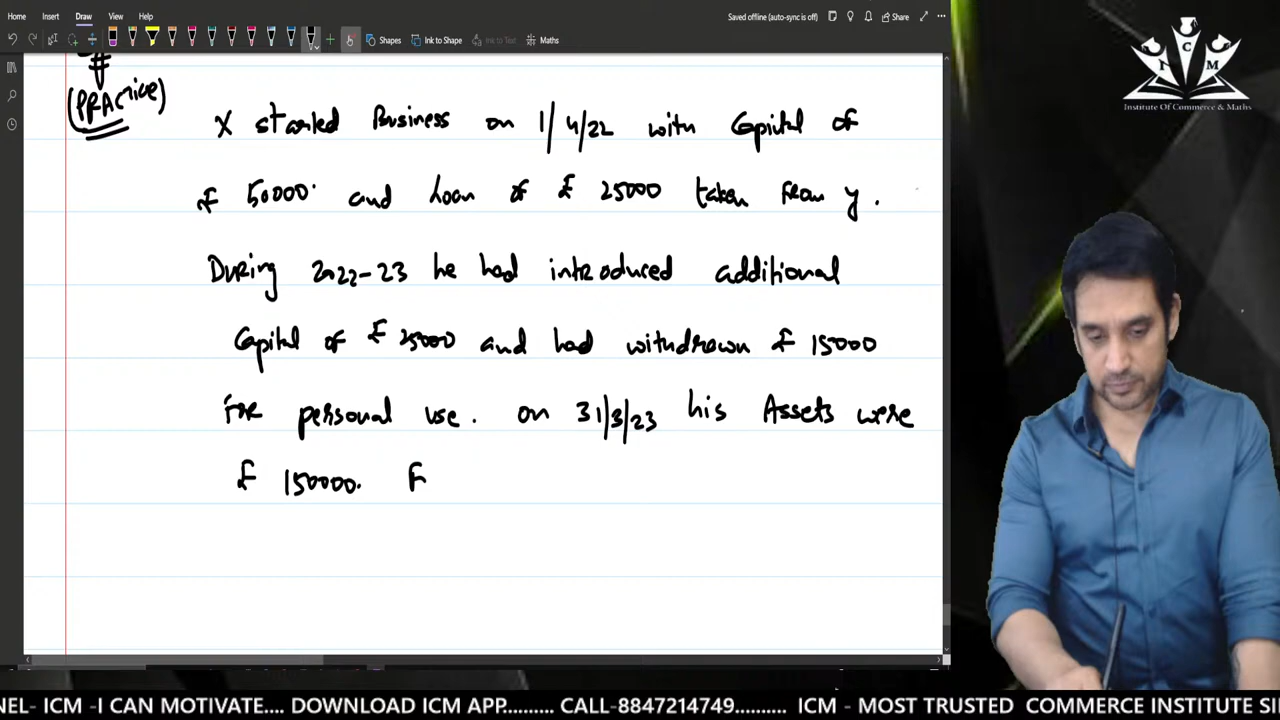 Home Insert Draw View Help Saved offline (auto-sync is off) Share
Shapes Ink to Shape Ink to Text Maths
#
(PRActice)
X started Business on 1/4/22 with Capital of
₹ 50000 and Loan of ₹ 25000 taken from y.
During 2022-23 he had introduced additional
Capital of ₹ 25000 and had withdrawn ₹ 15000
for personal use. on 31/3/23 his Assets were
₹ 150000. F
ICM
Institute Of Commerce & Maths
NEL- ICM -I CAN MOTIVATE.... DOWNLOAD ICM APP......... CALL-8847214749.......... ICM - MOST TRUSTED COMMERCE INSTITUTE SI